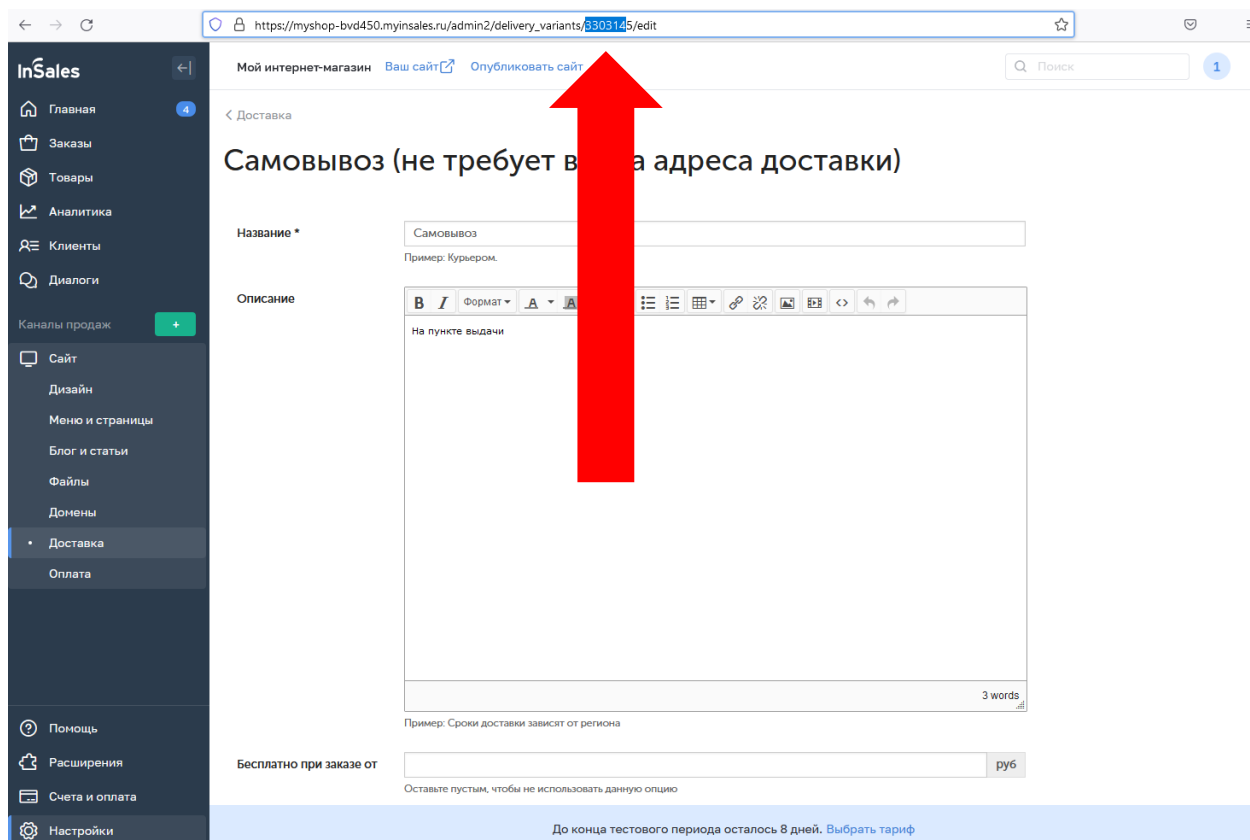 https://myshop-bvd450.myinsales.ru/admin2/delivery_variants/3303145/edit
InSales
Мой интернет-магазин Ваш сайт Опубликовать сайт
Поиск
1
Главная 4
Заказы
Товары
Аналитика
Клиенты
Диалоги
Каналы продаж +
Сайт
Дизайн
Меню и страницы
Блог и статьи
Файлы
Домены
Доставка
Оплата
Помощь
Расширения
Счета и оплата
Настройки
Доставка
Самовывоз (не требует в а адреса доставки)
Название * Самовывоз
Пример: Курьером.
Описание
B I Формат A A
На пункте выдачи
3 words
Пример: Сроки доставки зависят от региона
Бесплатно при заказе от руб
Оставьте пустым, чтобы не использовать данную опцию
До конца тестового периода осталось 8 дней. Выбрать тариф